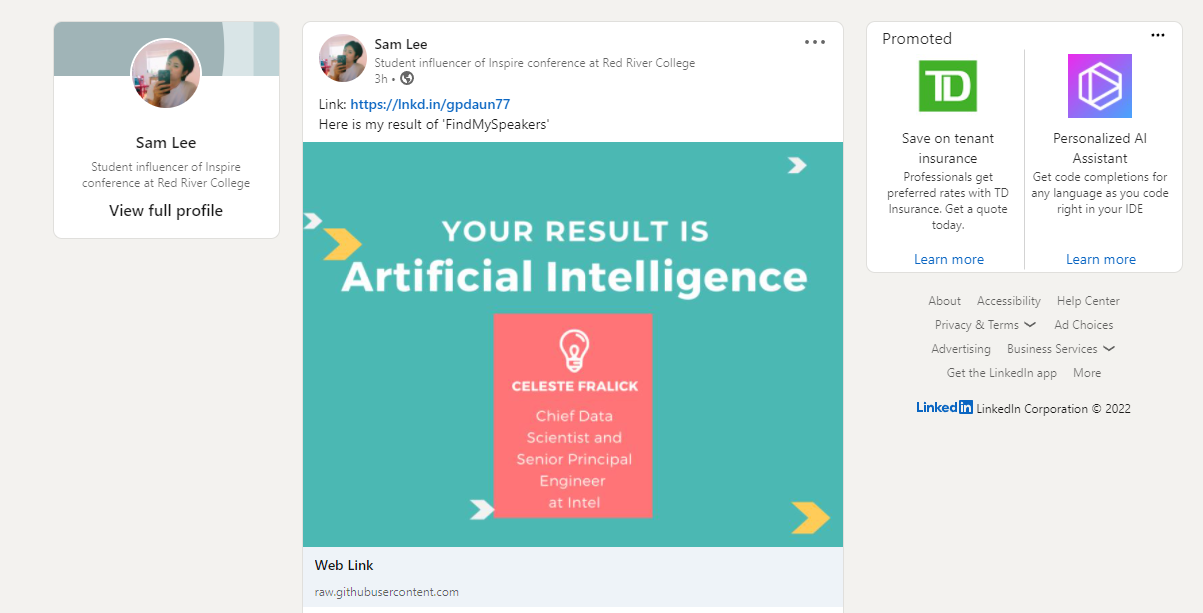 Sam Lee
Student influencer of Inspire
conference at Red River College
View full profile
Sam Lee
Student influencer of Inspire conference at Red River College
3h •
Link: https://lnkd.in/gpdaun77
Here is my result of 'FindMySpeakers'
YOUR RESULT IS
Artificial Intelligence
CELESTE FRALICK
Chief Data
Scientist and
Senior Principal
Engineer
at Intel
Web Link
raw.githubusercontent.com
Promoted
TD
Save on tenant
insurance
Professionals get
preferred rates with TD
Insurance. Get a quote
today.
Learn more
Personalized AI
Assistant
Get code completions for
any language as you code
right in your IDE
Learn more
About Accessibility Help Center
Privacy & Terms Ad Choices
Advertising Business Services
Get the LinkedIn app More
LinkedIn LinkedIn Corporation © 2022